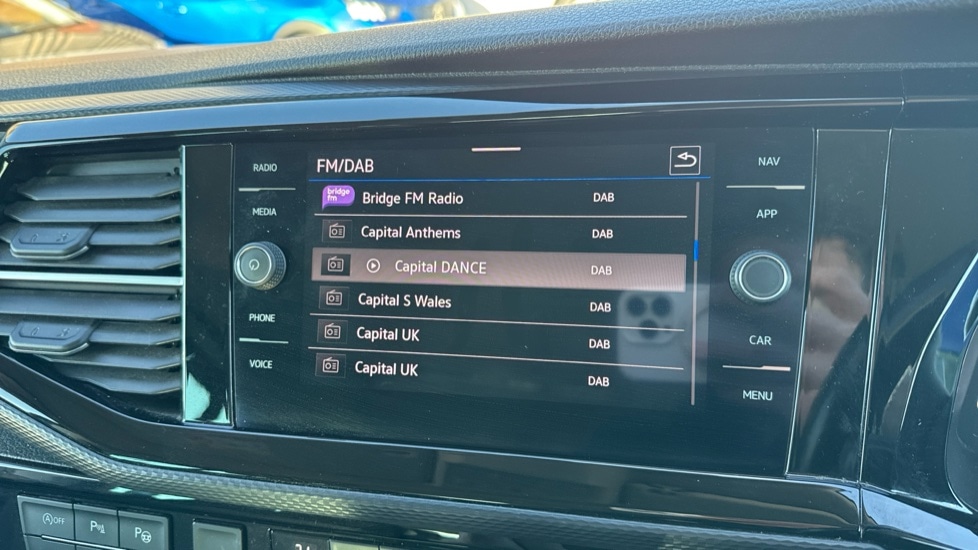 RADIO
MEDIA
PHONE
VOICE
FM/DAB
bridge
fm
Bridge FM Radio DAB
Capital Anthems DAB
Capital DANCE DAB
Capital S Wales DAB
Capital UK DAB
Capital UK DAB
NAV
APP
CAR
MENU
A OFF
P
P